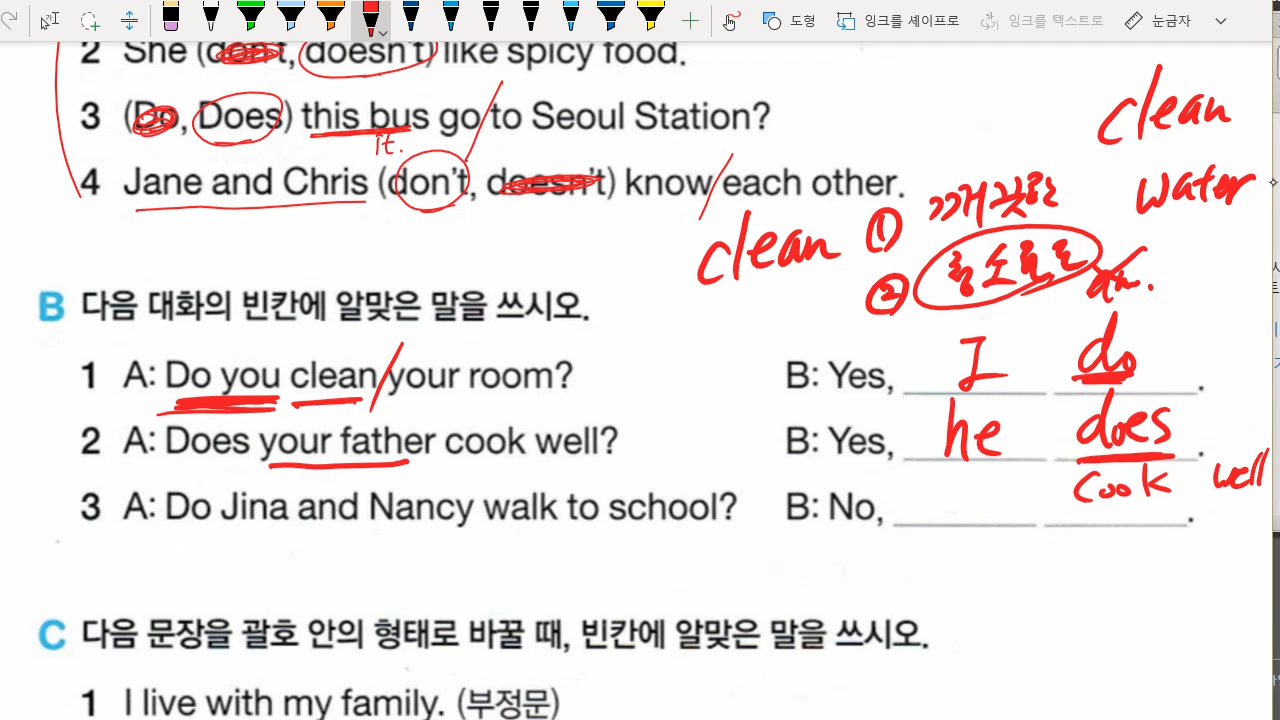 도형 잉크를 셰이프로 잉크를 텍스트로 눈금자
2 She (don't, doesn't) like spicy food.
3 (Do, Does) this bus go to Seoul Station?
it.
4 Jane and Chris (don't, doesn't) know each other.
clean
water
clean ① 깨끗한
② 청소하다
B 다음 대화의 빈칸에 알맞은 말을 쓰시오.
1 A: Do you clean your room? B: Yes, I do.
2 A: Does your father cook well? B: Yes, he does.
cook well
3 A: Do Jina and Nancy walk to school? B: No,
C 다음 문장을 괄호 안의 형태로 바꿀 때, 빈칸에 알맞은 말을 쓰시오.
1 I live with my family. (부정문)